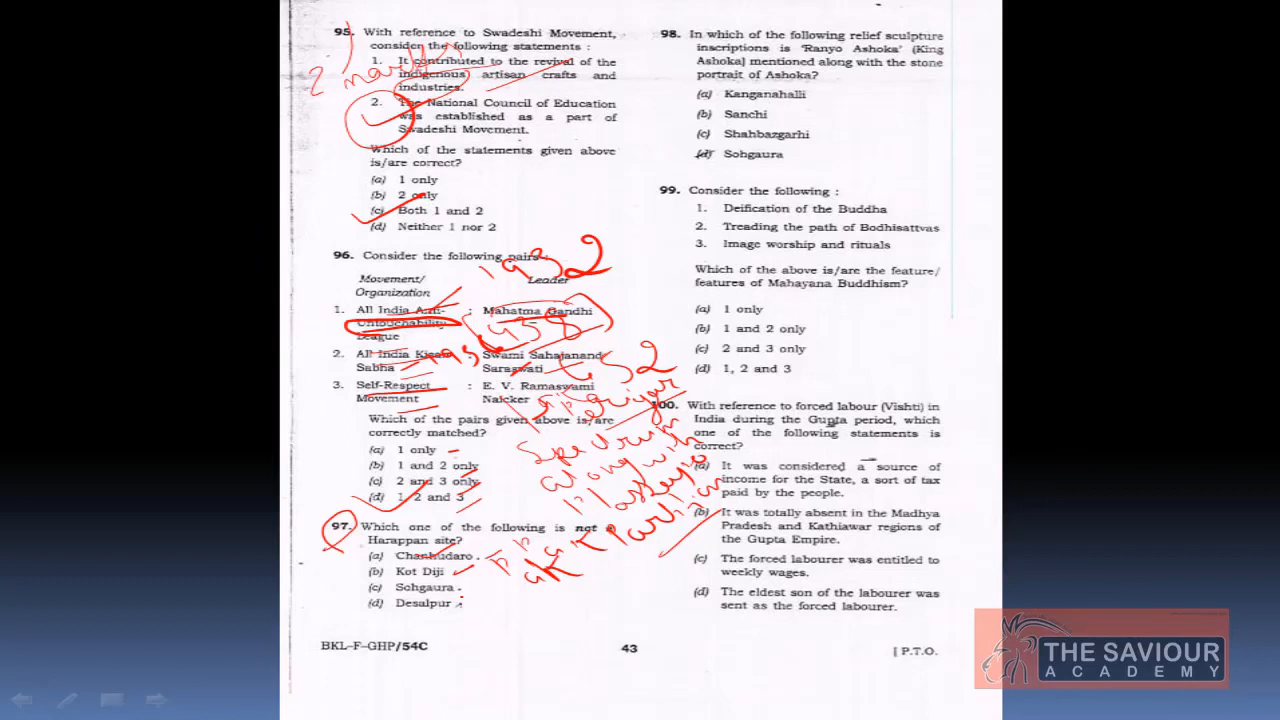 95. With reference to Swadeshi Movement,
consider the following statements :
1. It contributed to the revival of the
indigenous artisan crafts and
industries.
2. The National Council of Education
was established as a part of
Swadeshi Movement.
Which of the statements given above
is/are correct?
(a) 1 only
(b) 2 only
(c) Both 1 and 2
(d) Neither 1 nor 2
2 marks
96. Consider the following pairs :
1932
Movement/ Leader
Organization
1. All India Anti- : Mahatma Gandhi
Untouchability
League
2. All India Kisan : Swami Sahajanand
Sabha Saraswati
1936
3. Self-Respect : E. V. Ramaswami
Movement Naicker
Periyar
Which of the pairs given above is/are
correctly matched?
(a) 1 only
(b) 1 and 2 only
(c) 2 and 3 only
(d) 1, 2 and 3
Spectrum
along with
Plassey to
Partition
97. Which one of the following is not a
Harappan site?
(a) Chanhudaro
(b) Kot Diji
(c) Sohgaura
(d) Desalpur
98. In which of the following relief sculpture
inscriptions is 'Ranyo Ashoka' (King
Ashoka) mentioned along with the stone
portrait of Ashoka?
(a) Kanganahalli
(b) Sanchi
(c) Shahbazgarhi
(d) Sohgaura
99. Consider the following :
1. Deification of the Buddha
2. Treading the path of Bodhisattvas
3. Image worship and rituals
Which of the above is/are the feature/
features of Mahayana Buddhism?
(a) 1 only
(b) 1 and 2 only
(c) 2 and 3 only
(d) 1, 2 and 3
100. With reference to forced labour (Vishti) in
India during the Gupta period, which
one of the following statements is
correct?
(a) It was considered a source of
income for the State, a sort of tax
paid by the people.
(b) It was totally absent in the Madhya
Pradesh and Kathiawar regions of
the Gupta Empire.
(c) The forced labourer was entitled to
weekly wages.
(d) The eldest son of the labourer was
sent as the forced labourer.
BKL-F-GHP/54C
43
[ P.T.O.
THE SAVIOUR
ACADEMY